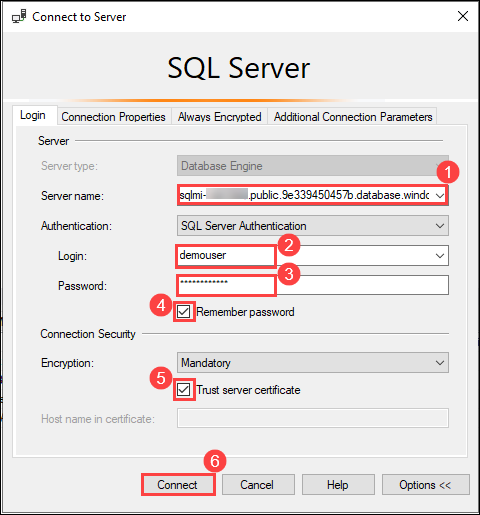 Connect to Server
SQL Server
Login Connection Properties Always Encrypted Additional Connection Parameters
Server
Server type: Database Engine
1
Server name: sqlmi- .public.9e339450457b.database.windo
Authentication: SQL Server Authentication
2
Login: demouser
3
Password: ************
4 Remember password
Connection Security
Encryption: Mandatory
5 Trust server certificate
Host name in certificate:
6
Connect Cancel Help Options <<